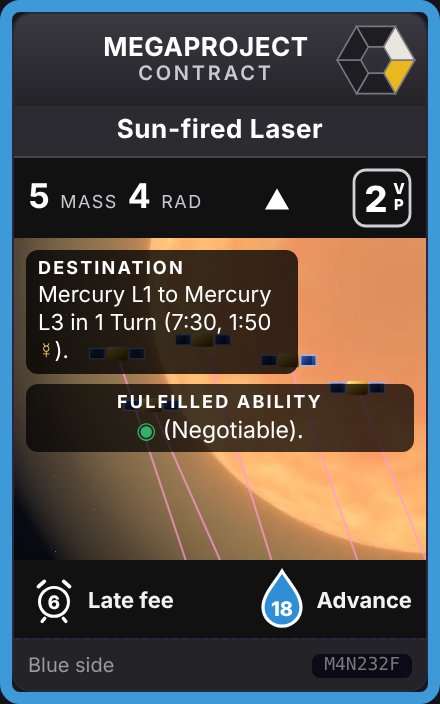 MEGAPROJECT
CONTRACT
Sun-fired Laser
5 MASS 4 RAD
2 VP
DESTINATION
Mercury L1 to Mercury
L3 in 1 Turn (7:30, 1:50
☿).
FULFILLED ABILITY
(Negotiable).
6 Late fee
18 Advance
Blue side
M4N232F